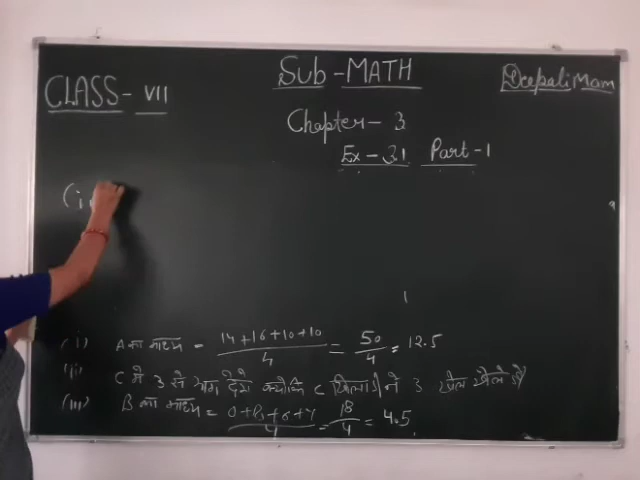 CLASS - VII
Sub - MATH
Deepali Mam
Chapter - 3
Ex - 3.1 Part - 1
(i
(i) A का माध्य = 14+16+10+10 / 4 = 50 / 4 = 12.5
(ii) C में 3 से भाग देंगे क्योंकि C खिलाडी ने 3 खेल खेले हैं
(iii) B का माध्य = 0+8+6+4 / 4 = 18 / 4 = 4.5